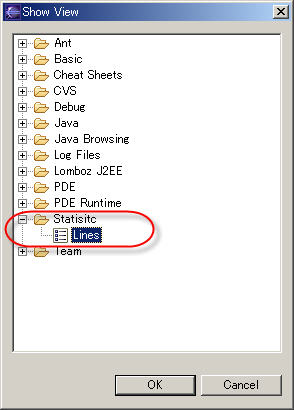 Show View
Ant
Basic
Cheat Sheets
CVS
Debug
Java
Java Browsing
Log Files
Lomboz J2EE
PDE
PDE Runtime
Statisitc
Lines
Team
OK
Cancel